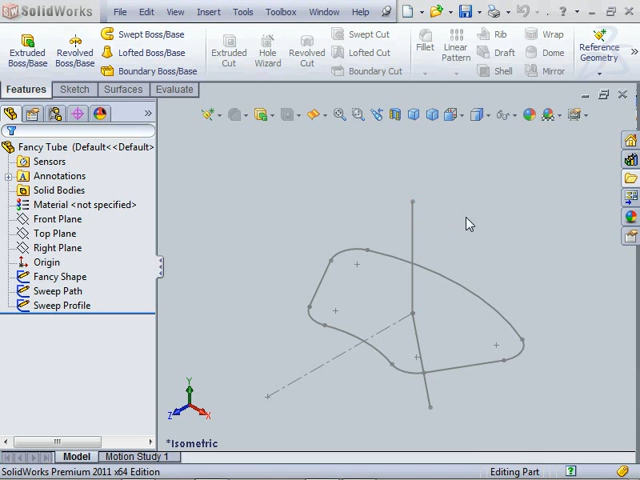 SolidWorks File Edit View Insert Tools Toolbox Window Help
Extruded Boss/Base
Revolved Boss/Base
Swept Boss/Base
Lofted Boss/Base
Boundary Boss/Base
Extruded Cut
Hole Wizard
Revolved Cut
Swept Cut
Lofted Cut
Boundary Cut
Fillet
Linear Pattern
Rib
Draft
Shell
Wrap
Dome
Mirror
Reference Geometry
Features Sketch Surfaces Evaluate
Fancy Tube (Default<<Default>
Sensors
Annotations
Solid Bodies
Material <not specified>
Front Plane
Top Plane
Right Plane
Origin
Fancy Shape
Sweep Path
Sweep Profile
Y
Z
X
*Isometric
Model Motion Study 1
SolidWorks Premium 2011 x64 Edition Editing Part